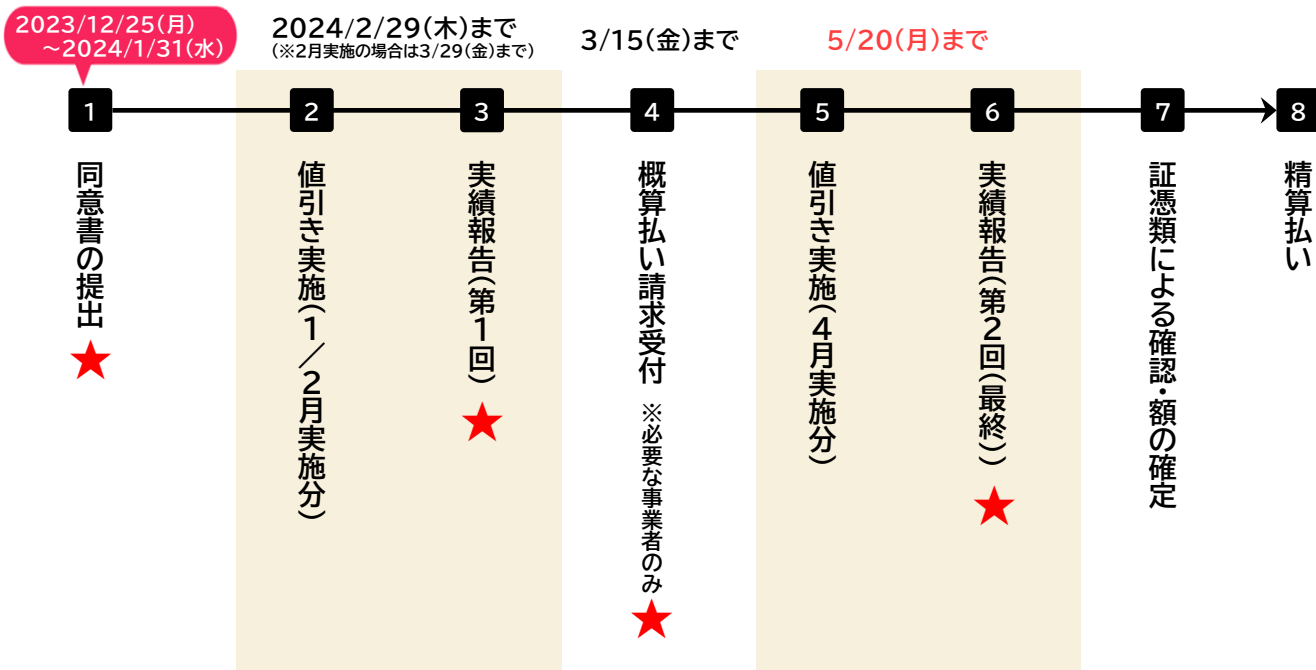 2023/12/25(月)
~2024/1/31(水)
2024/2/29(木)まで
(※2月実施の場合は3/29(金)まで)
3/15(金)まで
5/20(月)まで
1
2
3
4
5
6
7
8
同意書の提出
値引き実施(1/2月実施分)
実績報告(第1回)
概算払い請求受付 ※必要な事業者のみ
値引き実施(4月実施分)
実績報告(第2回(最終))
証憑類による確認・額の確定
精算払い